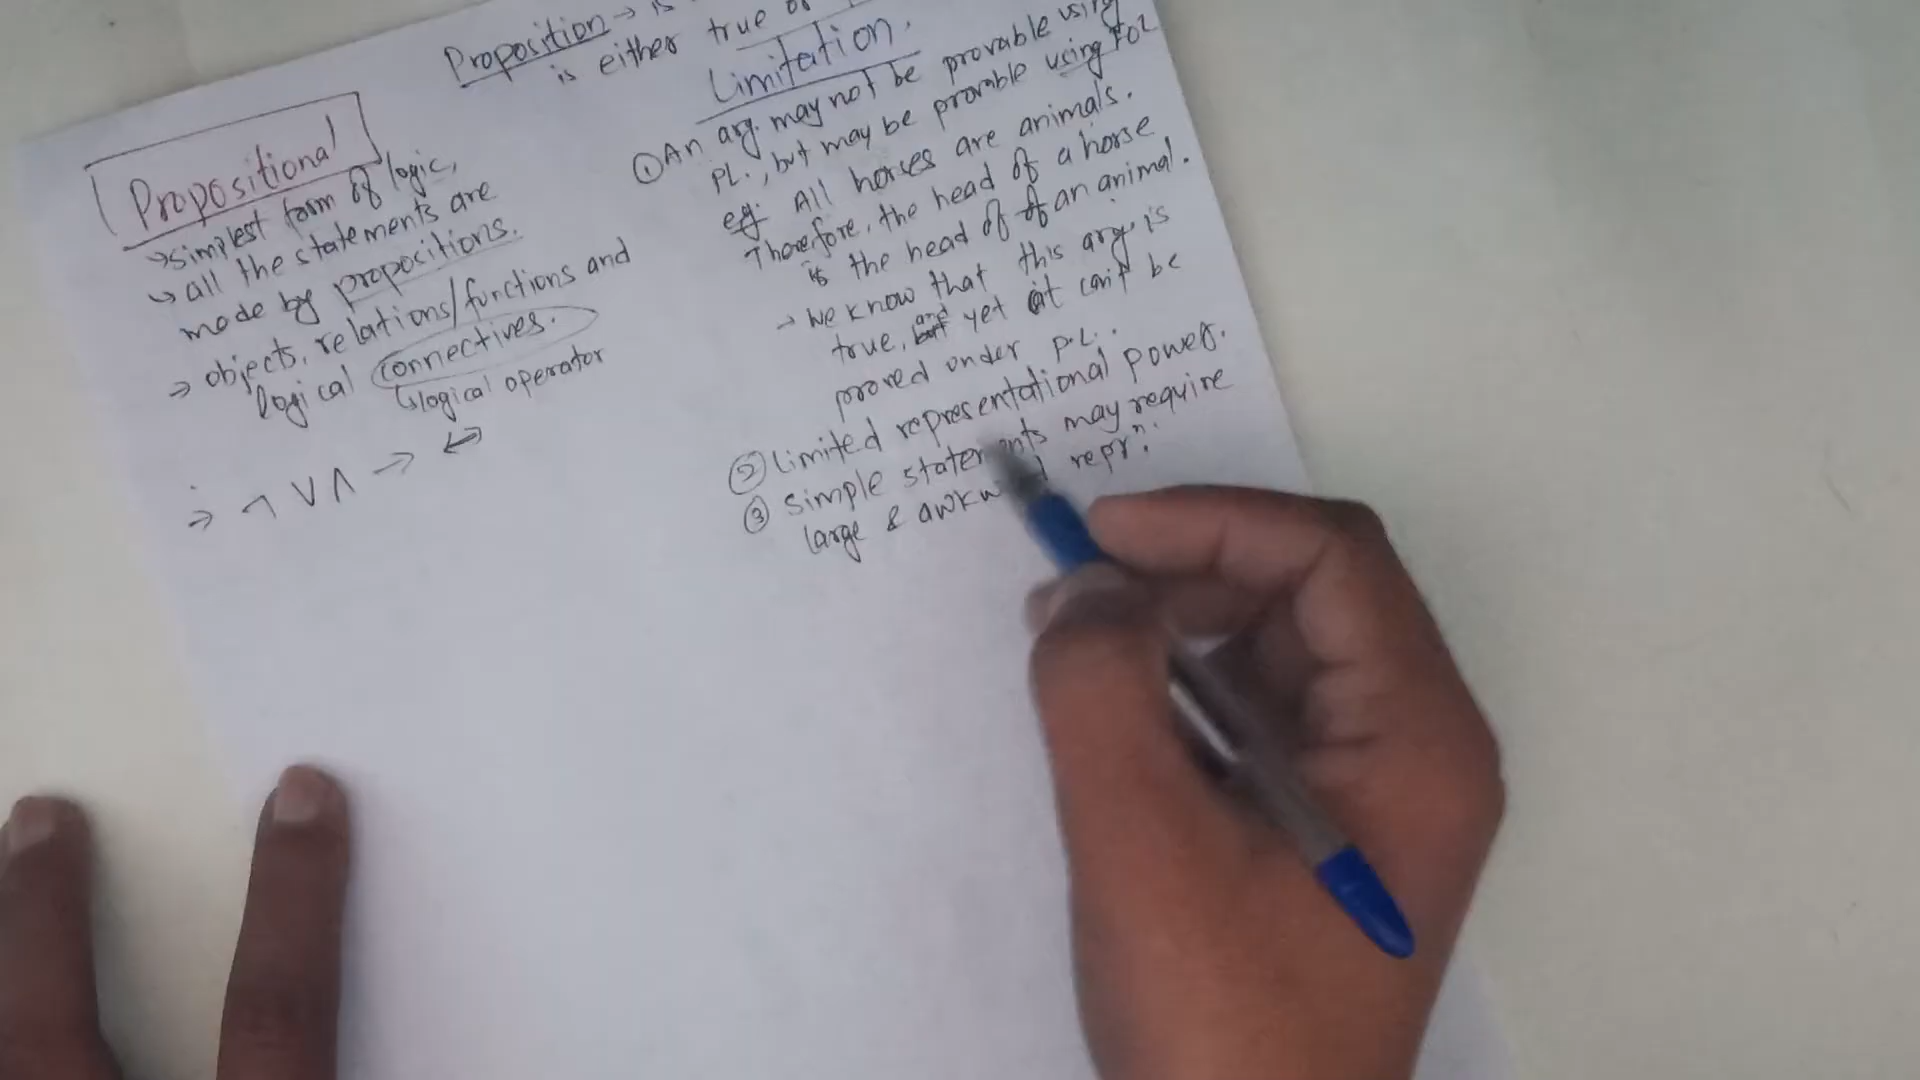 Proposition → is
is either true or
Propositional
→ simplest form of logic,
→ all the statements are
made by propositions.
→ objects, relations/functions and
logical connectives.
↳ logical operator
⇒ ¬ ∨ ∧ → ↔
Limitation.
① An arg. may not be provable using
PL., but may be provable using FOL
eg: All horses are animals.
Therefore, the head of a horse
is the head of an animal.
→ we know that this arg. is
true, and yet it can't be
proved under P.L..
② Limited representational power.
③ Simple statements may require
large & awkward reprⁿ.